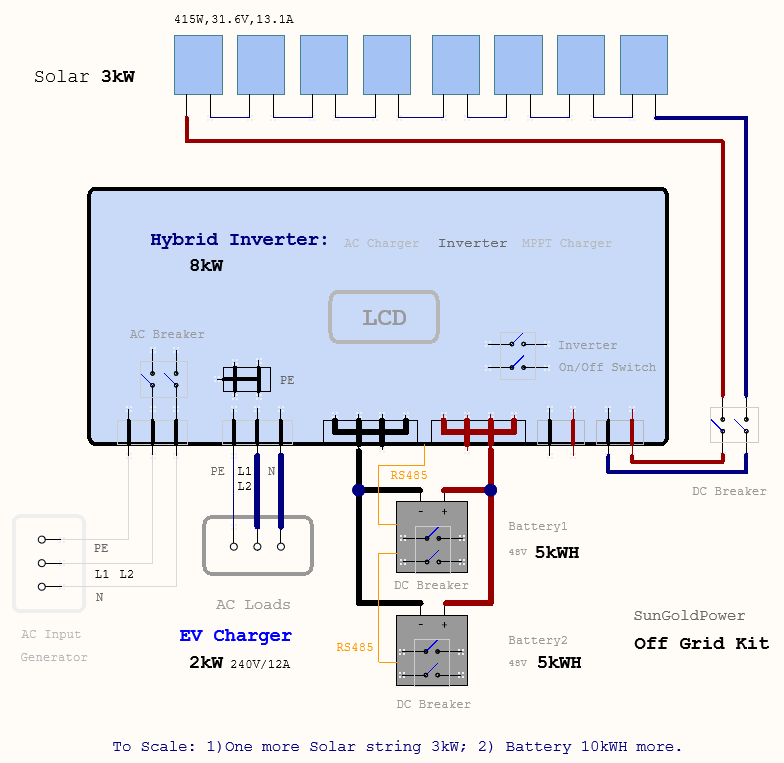 415W,31.6V,13.1A
Solar 3kW
Hybrid Inverter: AC Charger Inverter MPPT Charger
8kW
LCD
AC Breaker
Inverter
On/Off Switch
PE
PE L1 N
L2
RS485
DC Breaker
- +
Battery1
48V 5kWH
DC Breaker
PE
L1 L2
N
AC Input
Generator
AC Loads
EV Charger
2kW 240V/12A
RS485
- +
Battery2
48V 5kWH
DC Breaker
SunGoldPower
Off Grid Kit
To Scale: 1)One more Solar string 3kW; 2) Battery 10kWH more.